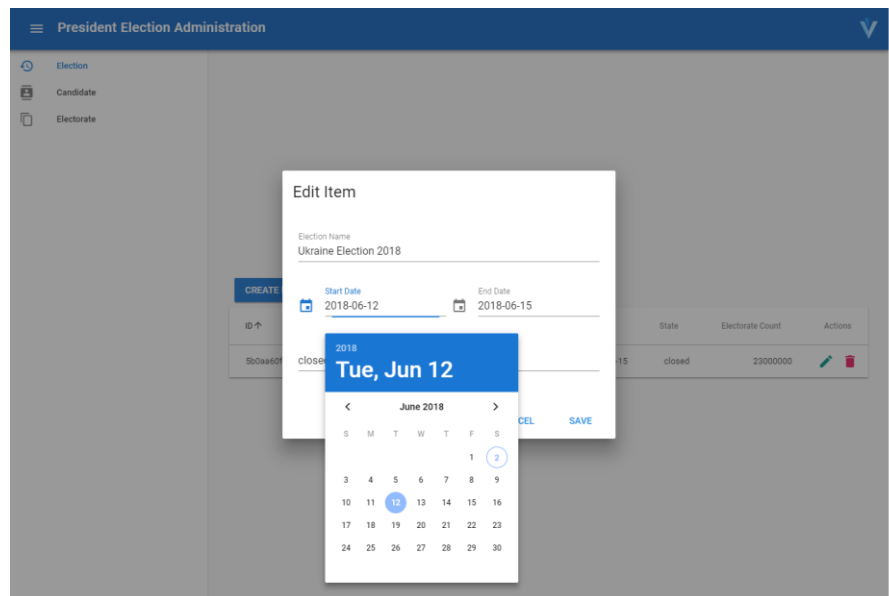 President Election Administration
Election
Candidate
Electorate
Edit Item
Election Name
Ukraine Election 2018
CREATE
Start Date
End Date
2018-06-12
2018-06-15
ID
State
Electorate Count
Actions
5b0aa60f
close
-15
closed
23000000
2018
Tue, Jun 12
June 2018
CEL
SAVE
S M T W T F S
1 2
3 4 5 6 7 8 9
10 11 12 13 14 15 16
17 18 19 20 21 22 23
24 25 26 27 28 29 30